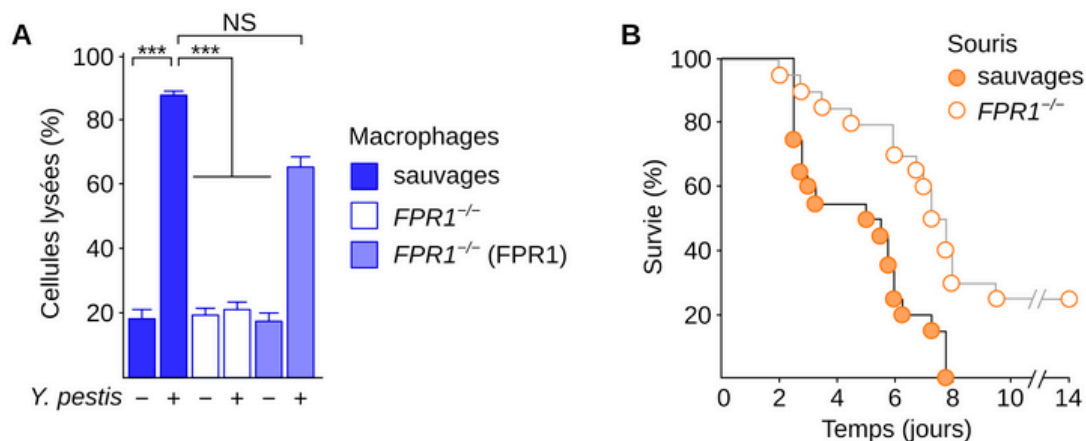 A
NS
***
***
100
80
60
40
20
Cellules lysées (%)
Y. pestis − + − + − +
Macrophages
sauvages
FPR1−/−
FPR1−/− (FPR1)
B
Souris
sauvages
FPR1−/−
100
80
60
40
20
Survie (%)
0 2 4 6 8 10 14
Temps (jours)